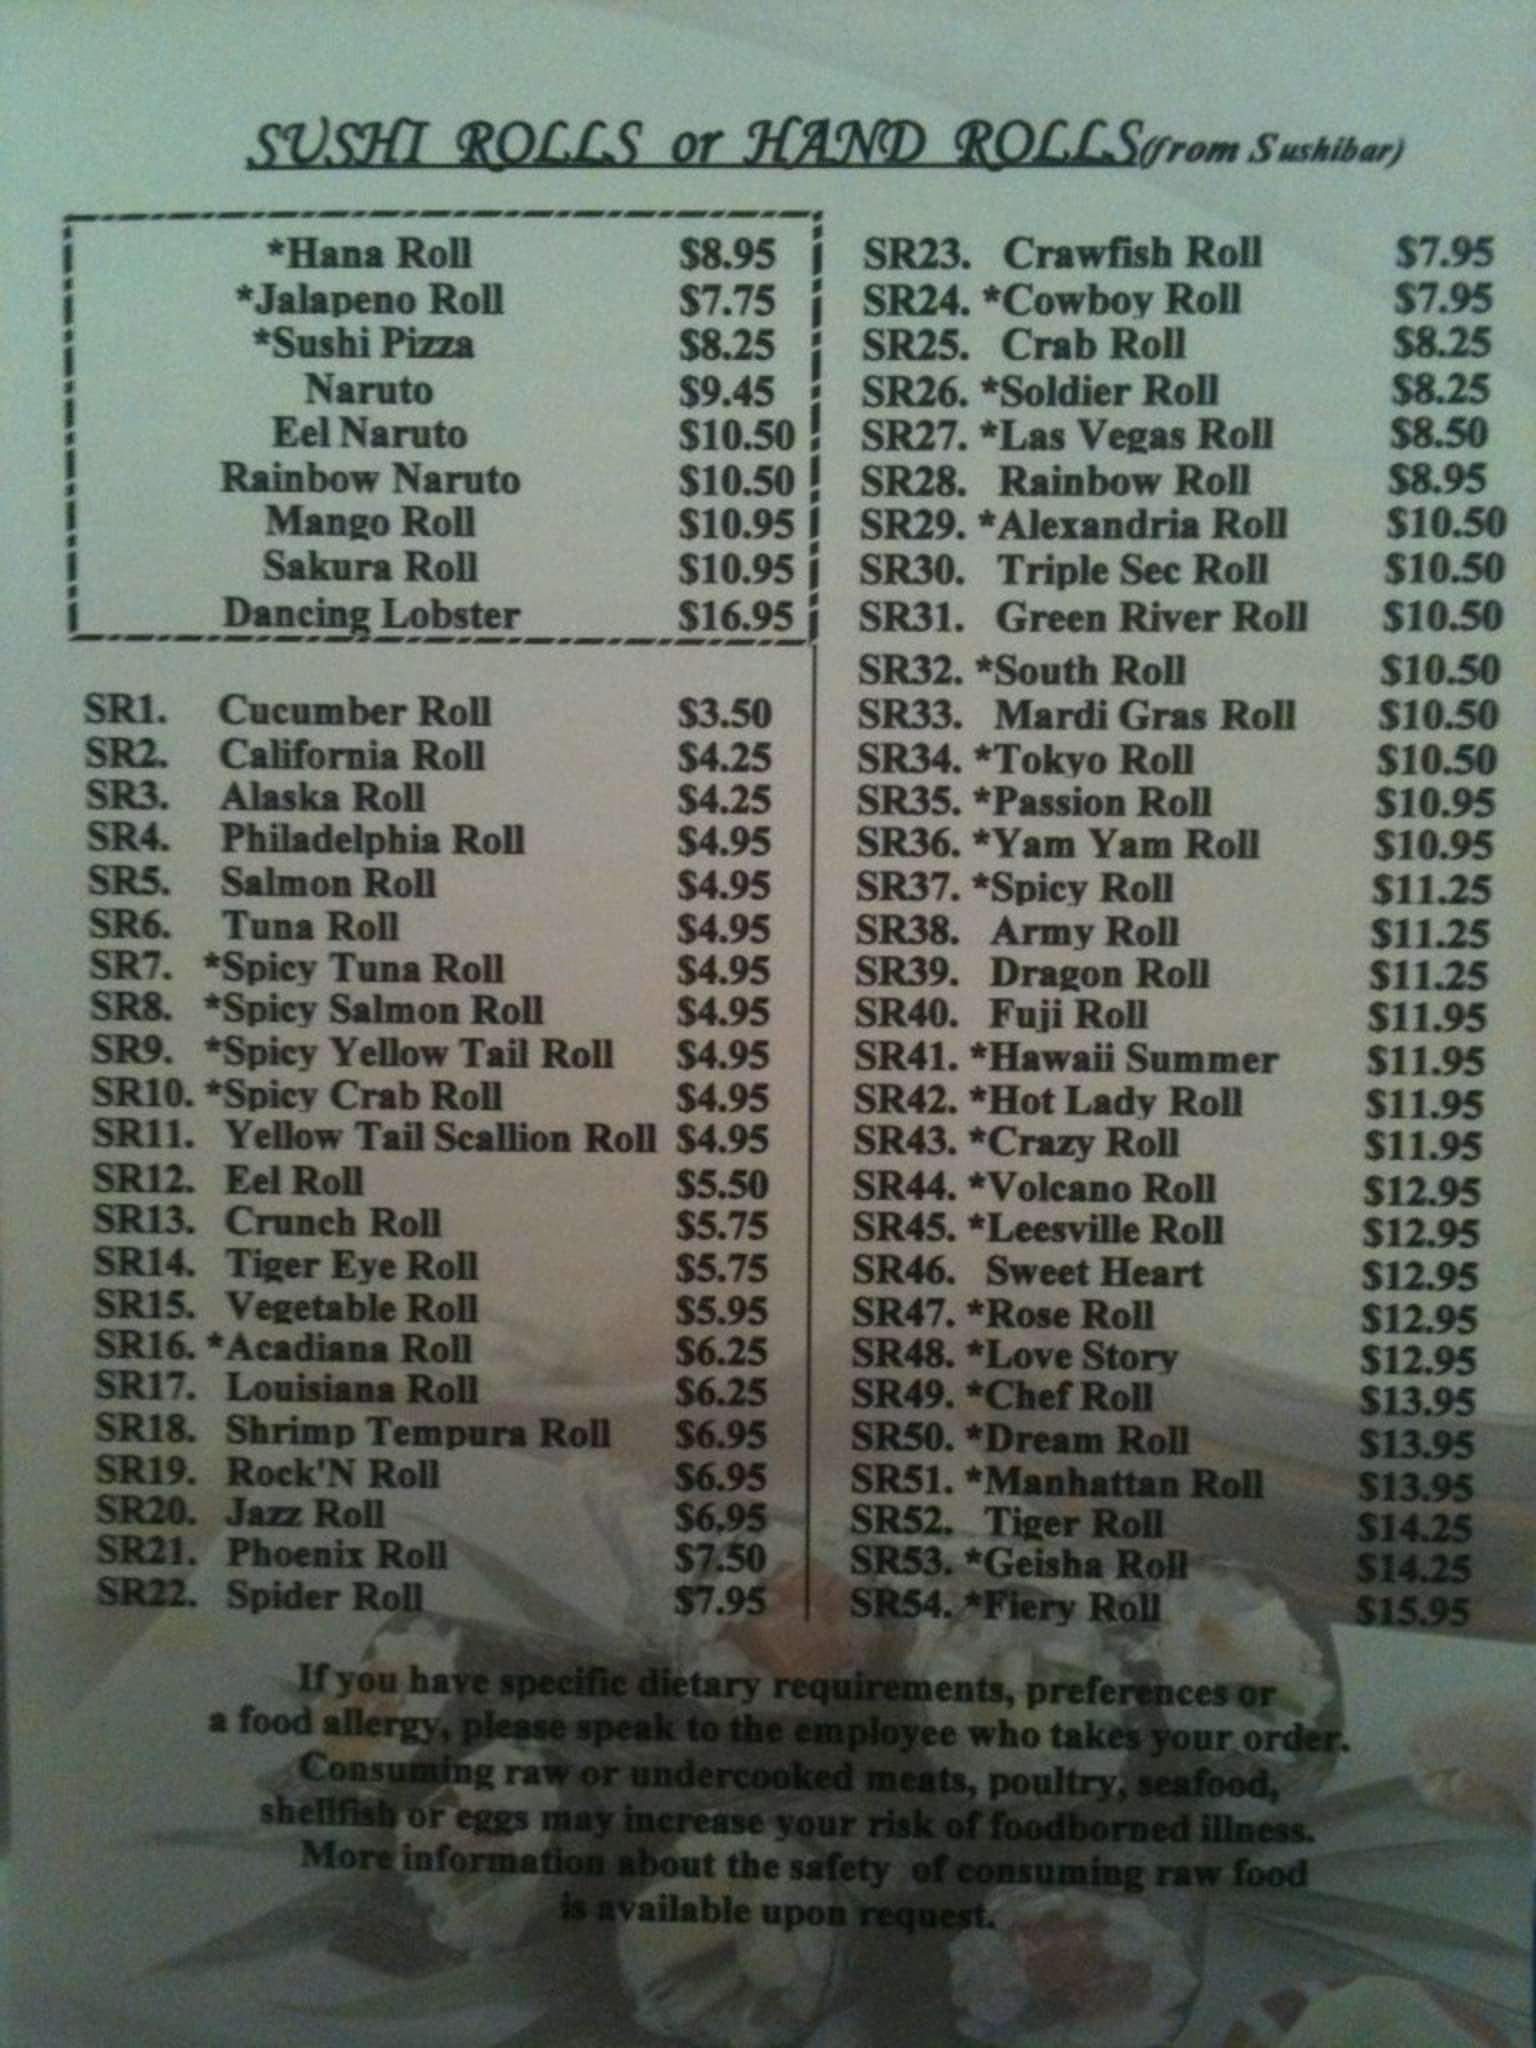 SUSHI ROLLS or HAND ROLLS(from Sushibar)
*Hana Roll $8.95
*Jalapeno Roll $7.75
*Sushi Pizza $8.25
Naruto $9.45
Eel Naruto $10.50
Rainbow Naruto $10.50
Mango Roll $10.95
Sakura Roll $10.95
Dancing Lobster $16.95
SR1. Cucumber Roll $3.50
SR2. California Roll $4.25
SR3. Alaska Roll $4.25
SR4. Philadelphia Roll $4.95
SR5. Salmon Roll $4.95
SR6. Tuna Roll $4.95
SR7. *Spicy Tuna Roll $4.95
SR8. *Spicy Salmon Roll $4.95
SR9. *Spicy Yellow Tail Roll $4.95
SR10. *Spicy Crab Roll $4.95
SR11. Yellow Tail Scallion Roll $4.95
SR12. Eel Roll $5.50
SR13. Crunch Roll $5.75
SR14. Tiger Eye Roll $5.75
SR15. Vegetable Roll $5.95
SR16. *Acadiana Roll $6.25
SR17. Louisiana Roll $6.25
SR18. Shrimp Tempura Roll $6.95
SR19. Rock'N Roll $6.95
SR20. Jazz Roll $6.95
SR21. Phoenix Roll $7.50
SR22. Spider Roll $7.95
SR23. Crawfish Roll $7.95
SR24. *Cowboy Roll $7.95
SR25. Crab Roll $8.25
SR26. *Soldier Roll $8.25
SR27. *Las Vegas Roll $8.50
SR28. Rainbow Roll $8.95
SR29. *Alexandria Roll $10.50
SR30. Triple Sec Roll $10.50
SR31. Green River Roll $10.50
SR32. *South Roll $10.50
SR33. Mardi Gras Roll $10.50
SR34. *Tokyo Roll $10.50
SR35. *Passion Roll $10.95
SR36. *Yam Yam Roll $10.95
SR37. *Spicy Roll $11.25
SR38. Army Roll $11.25
SR39. Dragon Roll $11.25
SR40. Fuji Roll $11.95
SR41. *Hawaii Summer $11.95
SR42. *Hot Lady Roll $11.95
SR43. *Crazy Roll $11.95
SR44. *Volcano Roll $12.95
SR45. *Leesville Roll $12.95
SR46. Sweet Heart $12.95
SR47. *Rose Roll $12.95
SR48. *Love Story $12.95
SR49. *Chef Roll $13.95
SR50. *Dream Roll $13.95
SR51. *Manhattan Roll $13.95
SR52. Tiger Roll $14.25
SR53. *Geisha Roll $14.25
SR54. *Fiery Roll $15.95
If you have specific dietary requirements, preferences or
a food allergy, please speak to the employee who takes your order.
Consuming raw or undercooked meats, poultry, seafood,
shellfish or eggs may increase your risk of foodborned illness.
More information about the safety of consuming raw food
is available upon request.